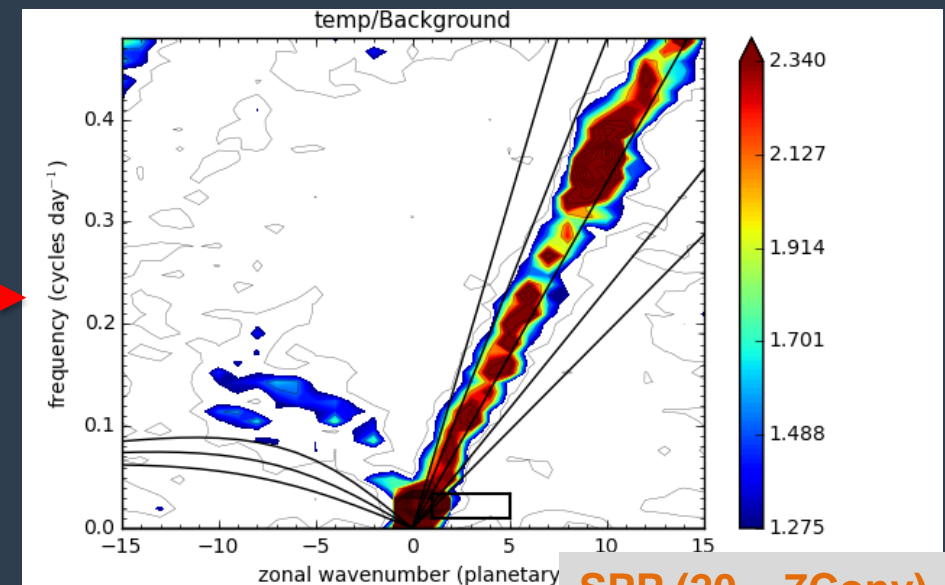 temp/Background
frequency (cycles day⁻¹)
0.4
0.3
0.2
0.1
0.0
−15 −10 −5 0 5 10 15
zonal wavenumber (planetary
2.340
2.127
1.914
1.701
1.488
1.275